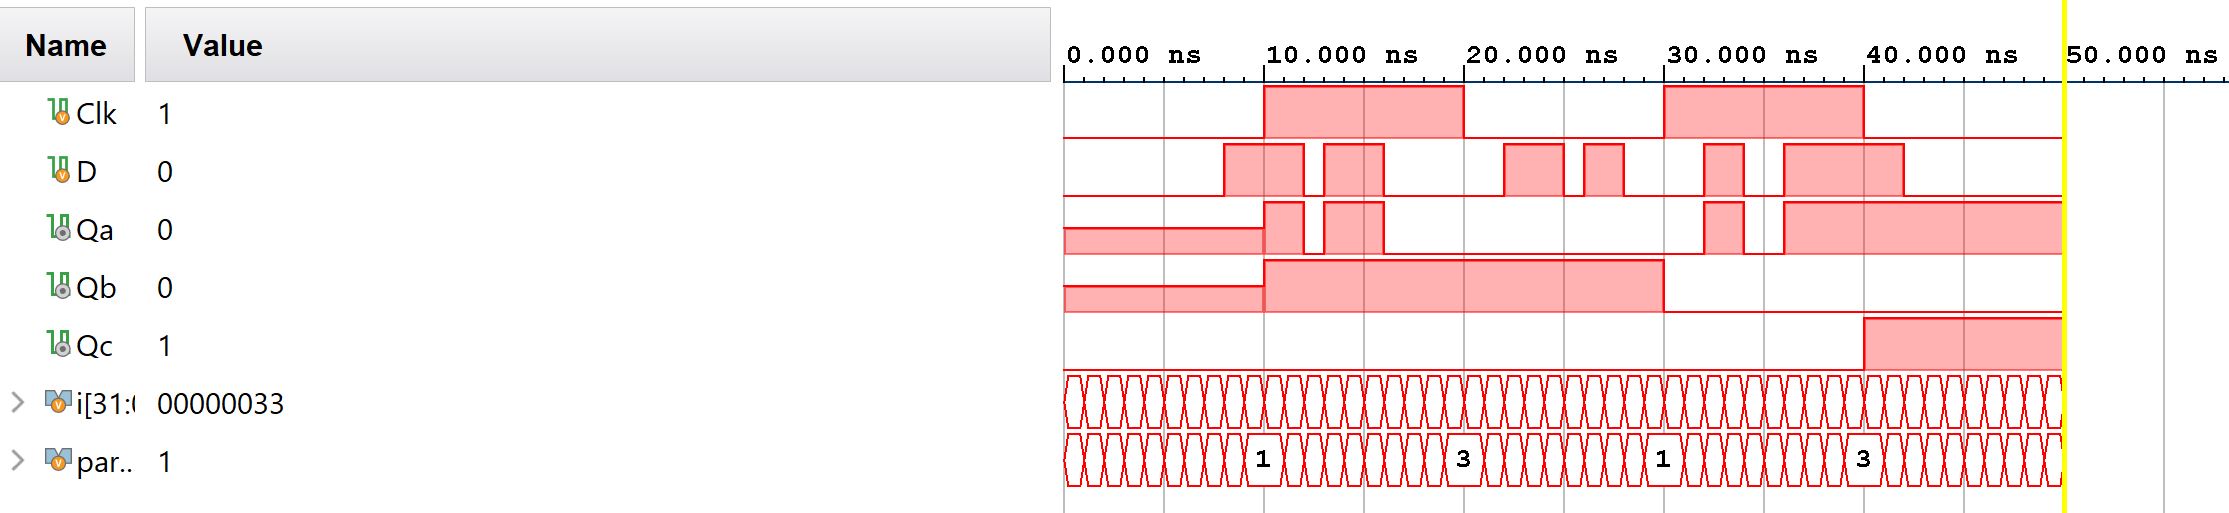 Name Value 0.000 ns 10.000 ns 20.000 ns 30.000 ns 40.000 ns 50.000 ns
Clk 1
D 0
Qa 0
Qb 0
Qc 1
i[31:( 00000033
par.. 1 1 3 1 3